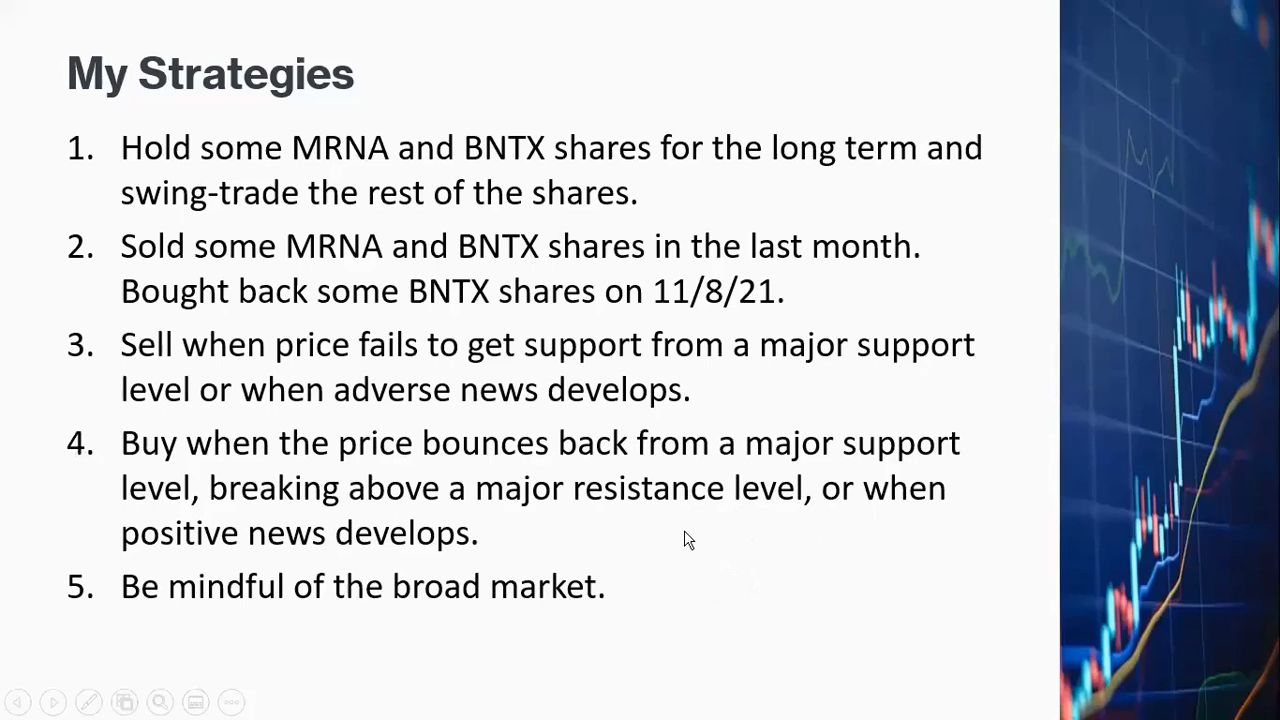 My Strategies
1. Hold some MRNA and BNTX shares for the long term and
swing-trade the rest of the shares.
2. Sold some MRNA and BNTX shares in the last month.
Bought back some BNTX shares on 11/8/21.
3. Sell when price fails to get support from a major support
level or when adverse news develops.
4. Buy when the price bounces back from a major support
level, breaking above a major resistance level, or when
positive news develops.
5. Be mindful of the broad market.